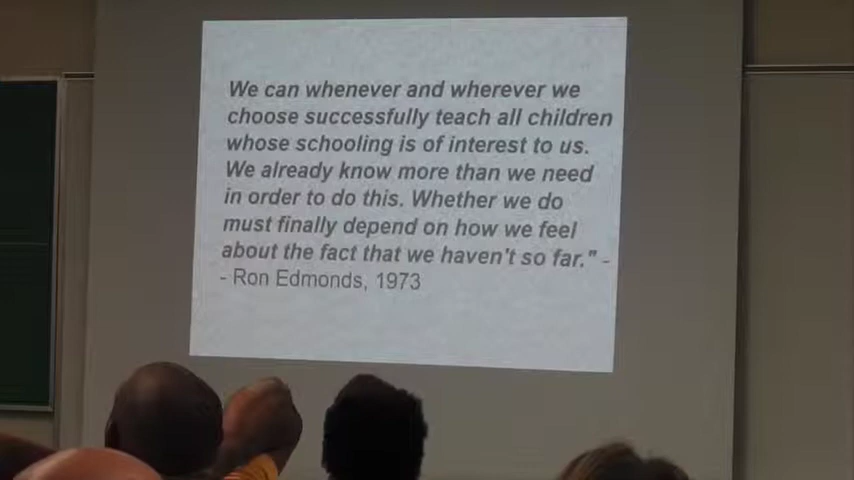 We can whenever and wherever we
choose successfully teach all children
whose schooling is of interest to us.
We already know more than we need
in order to do this. Whether we do
must finally depend on how we feel
about the fact that we haven't so far." -
- Ron Edmonds, 1973